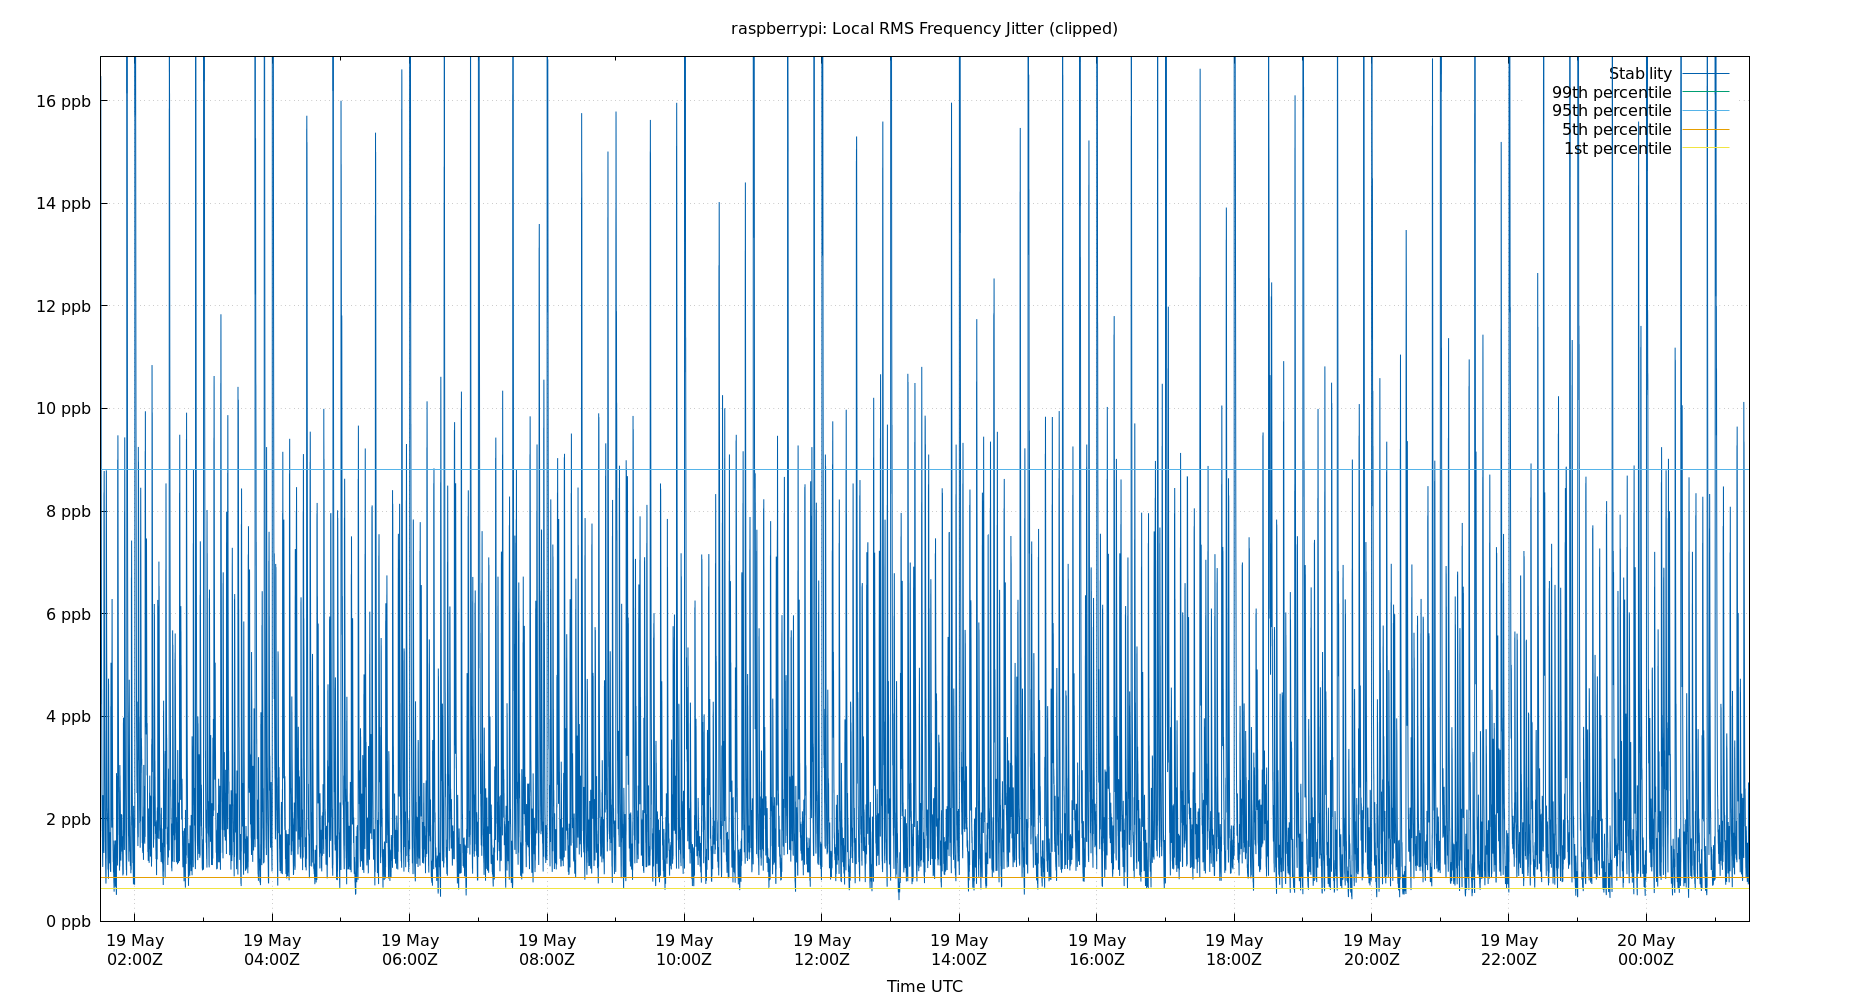 raspberrypi: Local RMS Frequency Jitter (clipped)
Stability
99th percentile
95th percentile
5th percentile
1st percentile
16 ppb
14 ppb
12 ppb
10 ppb
8 ppb
6 ppb
4 ppb
2 ppb
0 ppb
19 May 19 May 19 May 19 May 19 May 19 May 19 May 19 May 19 May 19 May 19 May 20 May
02:00Z 04:00Z 06:00Z 08:00Z 10:00Z 12:00Z 14:00Z 16:00Z 18:00Z 20:00Z 22:00Z 00:00Z
Time UTC